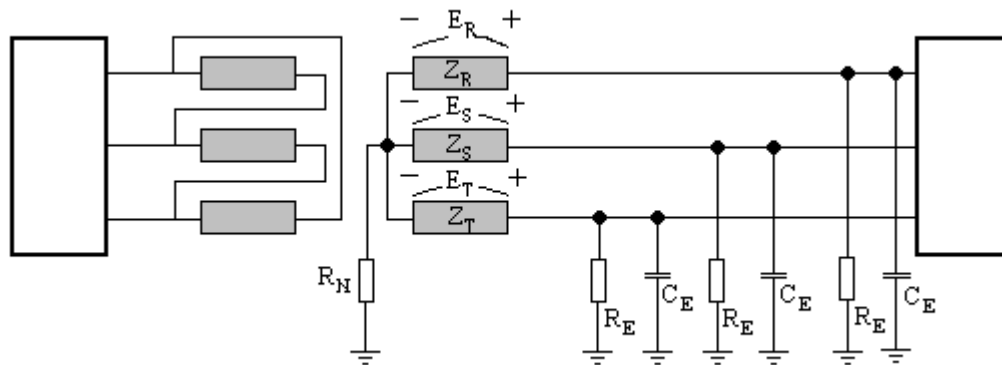 − E_R +
Z_R
− E_S +
Z_S
− E_T +
Z_T
R_N
R_E
C_E
R_E
C_E
R_E
C_E